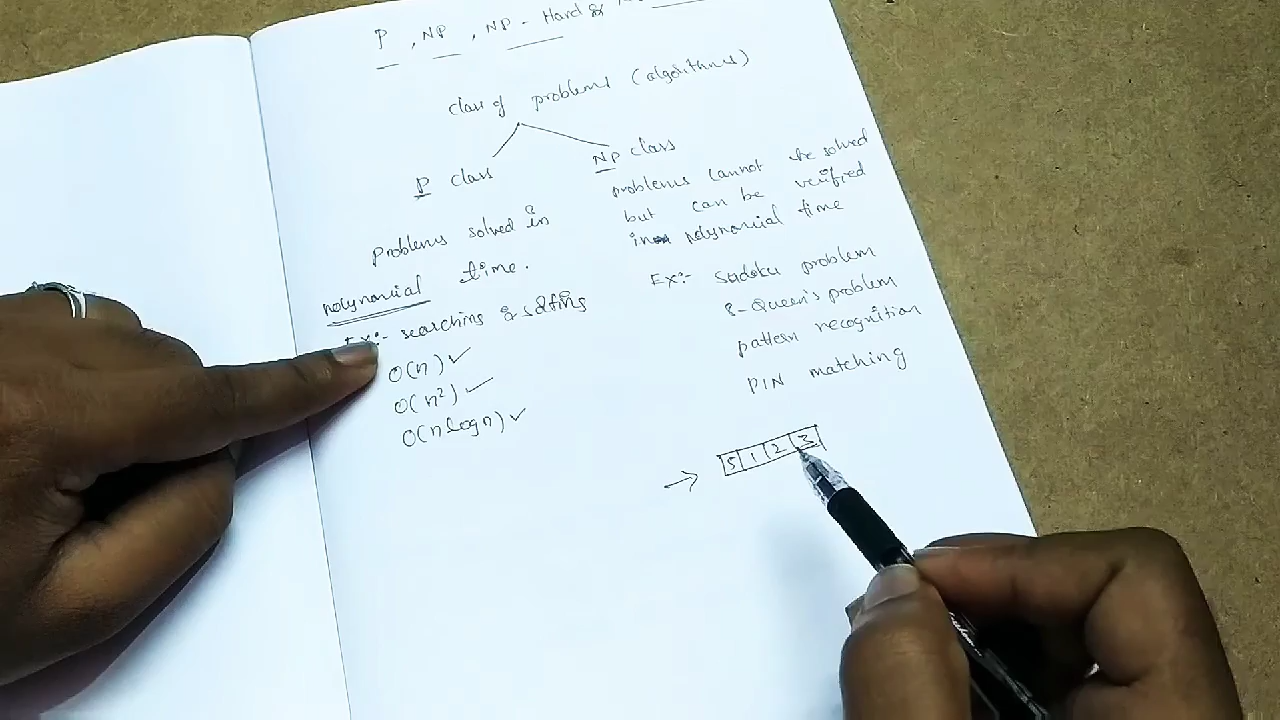 P , NP , NP - Hard &
class of problems (algorithms)
P class
problems solved in
polynomial time.
Ex:- searching & sorting
O(n) ✓
O(n²) ✓
O(n log n) ✓
NP class
problems cannot be solved
but can be verified
in polynomial time
Ex:- Sudoku problem
8-Queen's problem
pattern recognition
PIN matching
→ 5 1 2 3